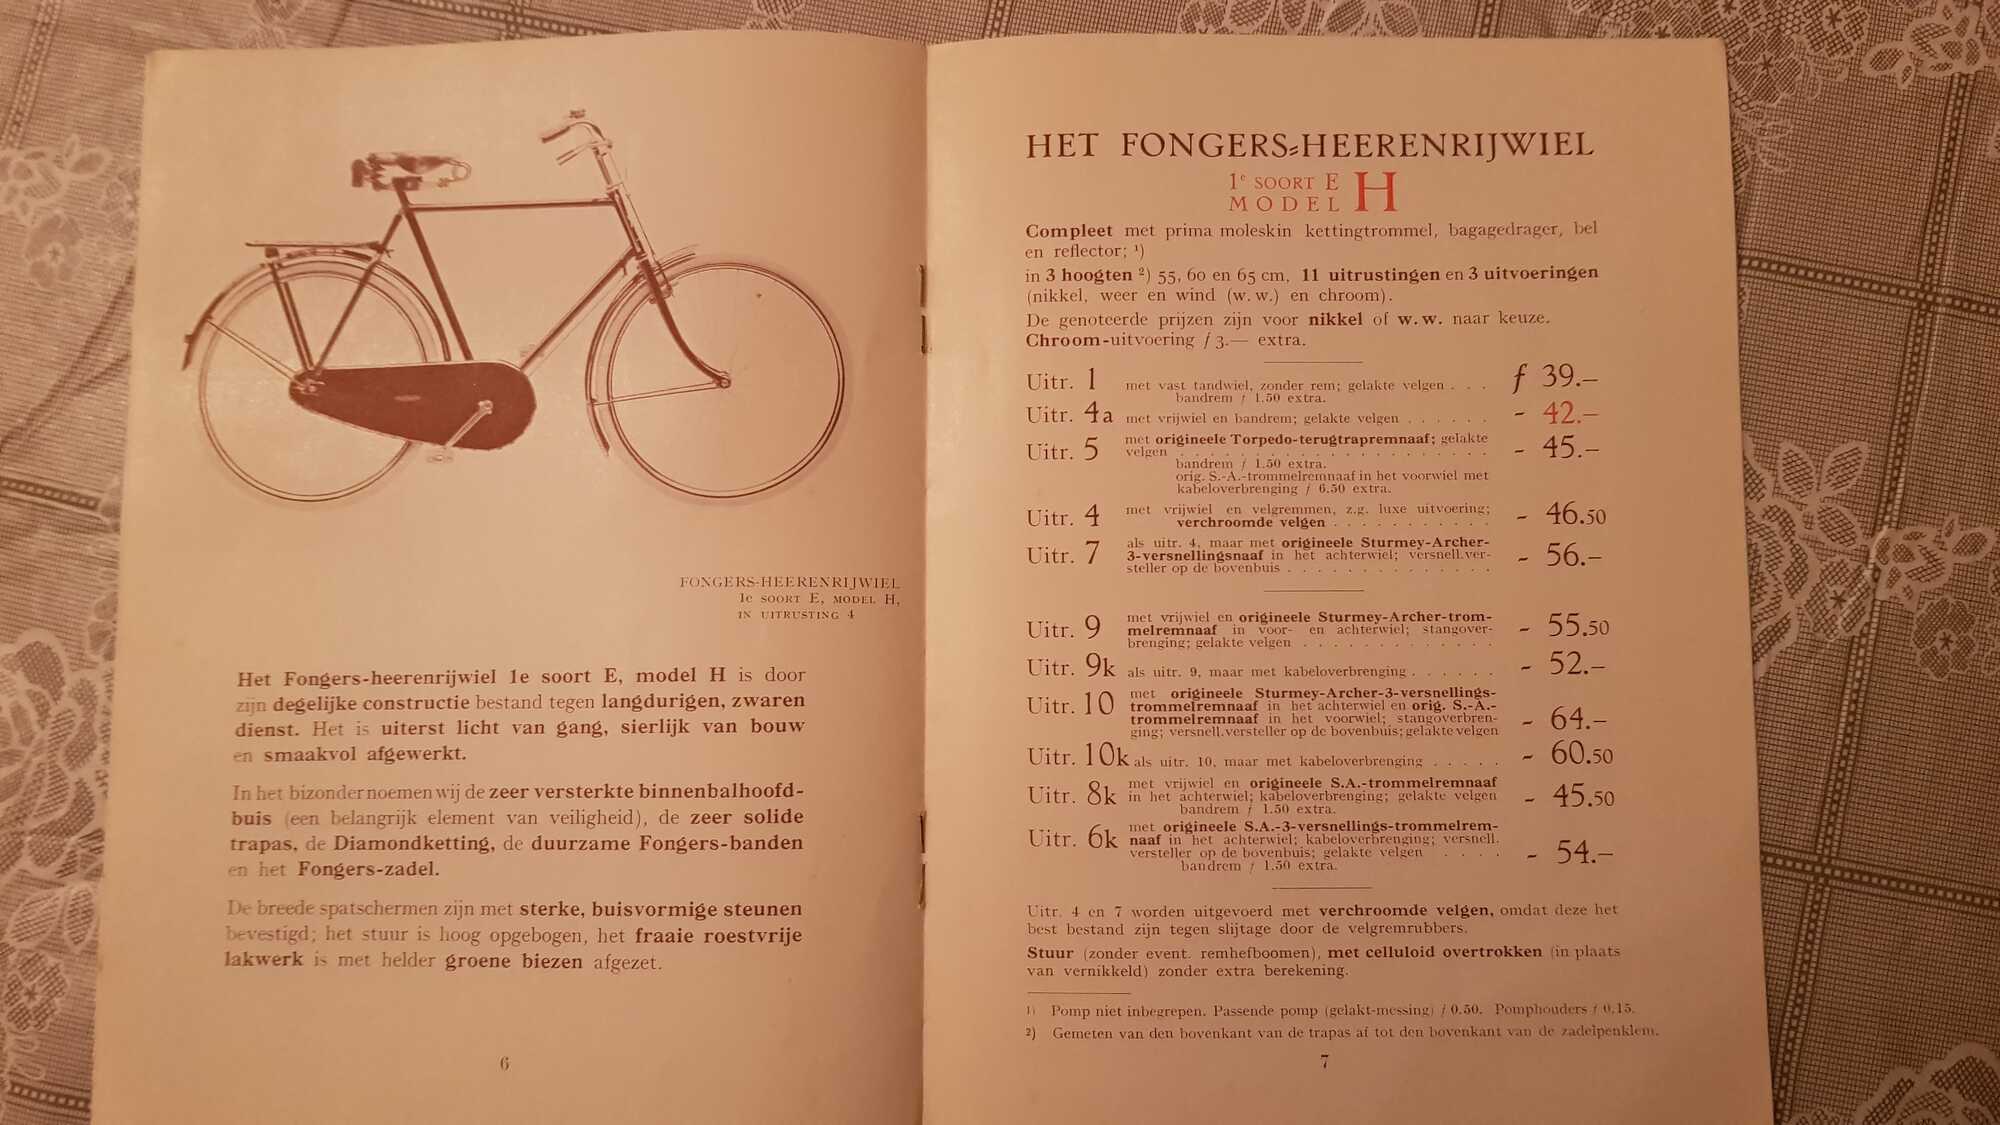 FONGERS-HEERENRIJWIEL
1e SOORT E, MODEL H,
IN UITRUSTING 4
Het Fongers-heerenrijwiel 1e soort E, model H is door
zijn degelijke constructie bestand tegen langdurigen, zwaren
dienst. Het is uiterst licht van gang, sierlijk van bouw
en smaakvol afgewerkt.
In het bizonder noemen wij de zeer versterkte binnenbalhoofd-
buis (een belangrijk element van veiligheid), de zeer solide
trapas, de Diamondketting, de duurzame Fongers-banden
en het Fongers-zadel.
De breede spatschermen zijn met sterke, buisvormige steunen
bevestigd; het stuur is hoog opgebogen, het fraaie roestvrije
lakwerk is met helder groene biezen afgezet.
6
HET FONGERS-HEERENRIJWIEL
1e SOORT E
MODEL H
Compleet met prima moleskin kettingtrommel, bagagedrager, bel
en reflector; ¹)
in 3 hoogten ²) 55, 60 en 65 cm, 11 uitrustingen en 3 uitvoeringen
(nikkel, weer en wind (w. w.) en chroom).
De genoteerde prijzen zijn voor nikkel of w. w. naar keuze.
Chroom-uitvoering f 3.— extra.
Uitr. 1 met vast tandwiel, zonder rem; gelakte velgen . . . f 39.–
bandrem f 1.50 extra.
Uitr. 4a met vrijwiel en bandrem; gelakte velgen . . . . . . - 42.–
Uitr. 5 met origineele Torpedo-terugtrapremnaaf; gelakte
velgen . . . . . . . . . . . . . . . . . . . . . - 45.–
bandrem f 1.50 extra.
orig. S.-A.-trommelremnaaf in het voorwiel met
kabeloverbrenging f 6.50 extra.
Uitr. 4 met vrijwiel en velgremmen, z.g. luxe uitvoering;
verchroomde velgen . . . . . . . . . . . - 46.50
Uitr. 7 als uitr. 4, maar met origineele Sturmey-Archer-
3-versnellingsnaaf in het achterwiel; versnell.ver-
steller op de bovenbuis . . . . . . . . . . . . . - 56.–
Uitr. 9 met vrijwiel en origineele Sturmey-Archer-trom-
melremnaaf in voor- en achterwiel; stangover-
brenging; gelakte velgen . . . . . . . . . . . . - 55.50
Uitr. 9k als uitr. 9, maar met kabeloverbrenging . . . . . . - 52.–
Uitr. 10 met origineele Sturmey-Archer-3-versnellings-
trommelremnaaf in het achterwiel en orig. S.-A.-
trommelremnaaf in het voorwiel; stangoverbren-
ging; versnell.versteller op de bovenbuis; gelakte velgen - 64.–
Uitr. 10k als uitr. 10, maar met kabeloverbrenging . . . . . - 60.50
Uitr. 8k met vrijwiel en origineele S.A.-trommelremnaaf
in het achterwiel; kabeloverbrenging; gelakte velgen - 45.50
bandrem f 1.50 extra.
Uitr. 6k met origineele S.A.-3-versnellings-trommelrem-
naaf in het achterwiel; kabeloverbrenging; versnell.
versteller op de bovenbuis; gelakte velgen . . . . - 54.–
bandrem f 1.50 extra.
Uitr. 4 en 7 worden uitgevoerd met verchroomde velgen, omdat deze het
best bestand zijn tegen slijtage door de velgremrubbers.
Stuur (zonder event. remhefboomen), met celluloid overtrokken (in plaats
van vernikkeld) zonder extra berekening.
1) Pomp niet inbegrepen. Passende pomp (gelakt-messing) f 0.50. Pomphouders f 0.15.
2) Gemeten van den bovenkant van de trapas af tot den bovenkant van de zadelpenklem.
7